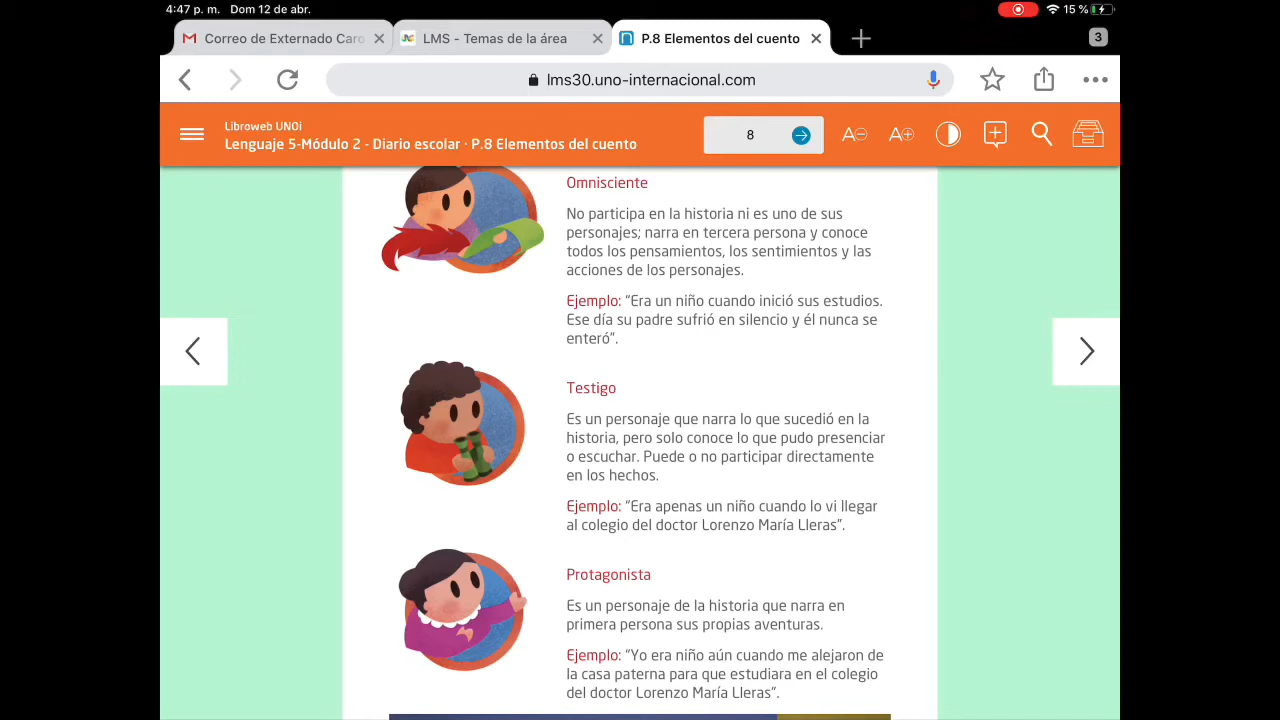 4:47 p. m. Dom 12 de abr.
15 %
Correo de Externado Caro
LMS - Temas de la área
P.8 Elementos del cuento
3
lms30.uno-internacional.com
Libroweb UNOi
Lenguaje 5-Módulo 2 - Diario escolar · P.8 Elementos del cuento
8
A
A
Omnisciente
No participa en la historia ni es uno de sus
personajes; narra en tercera persona y conoce
todos los pensamientos, los sentimientos y las
acciones de los personajes.
Ejemplo: “Era un niño cuando inició sus estudios.
Ese día su padre sufrió en silencio y él nunca se
enteró”.
Testigo
Es un personaje que narra lo que sucedió en la
historia, pero solo conoce lo que pudo presenciar
o escuchar. Puede o no participar directamente
en los hechos.
Ejemplo: “Era apenas un niño cuando lo vi llegar
al colegio del doctor Lorenzo María Lleras”.
Protagonista
Es un personaje de la historia que narra en
primera persona sus propias aventuras.
Ejemplo: “Yo era niño aún cuando me alejaron de
la casa paterna para que estudiara en el colegio
del doctor Lorenzo María Lleras”.